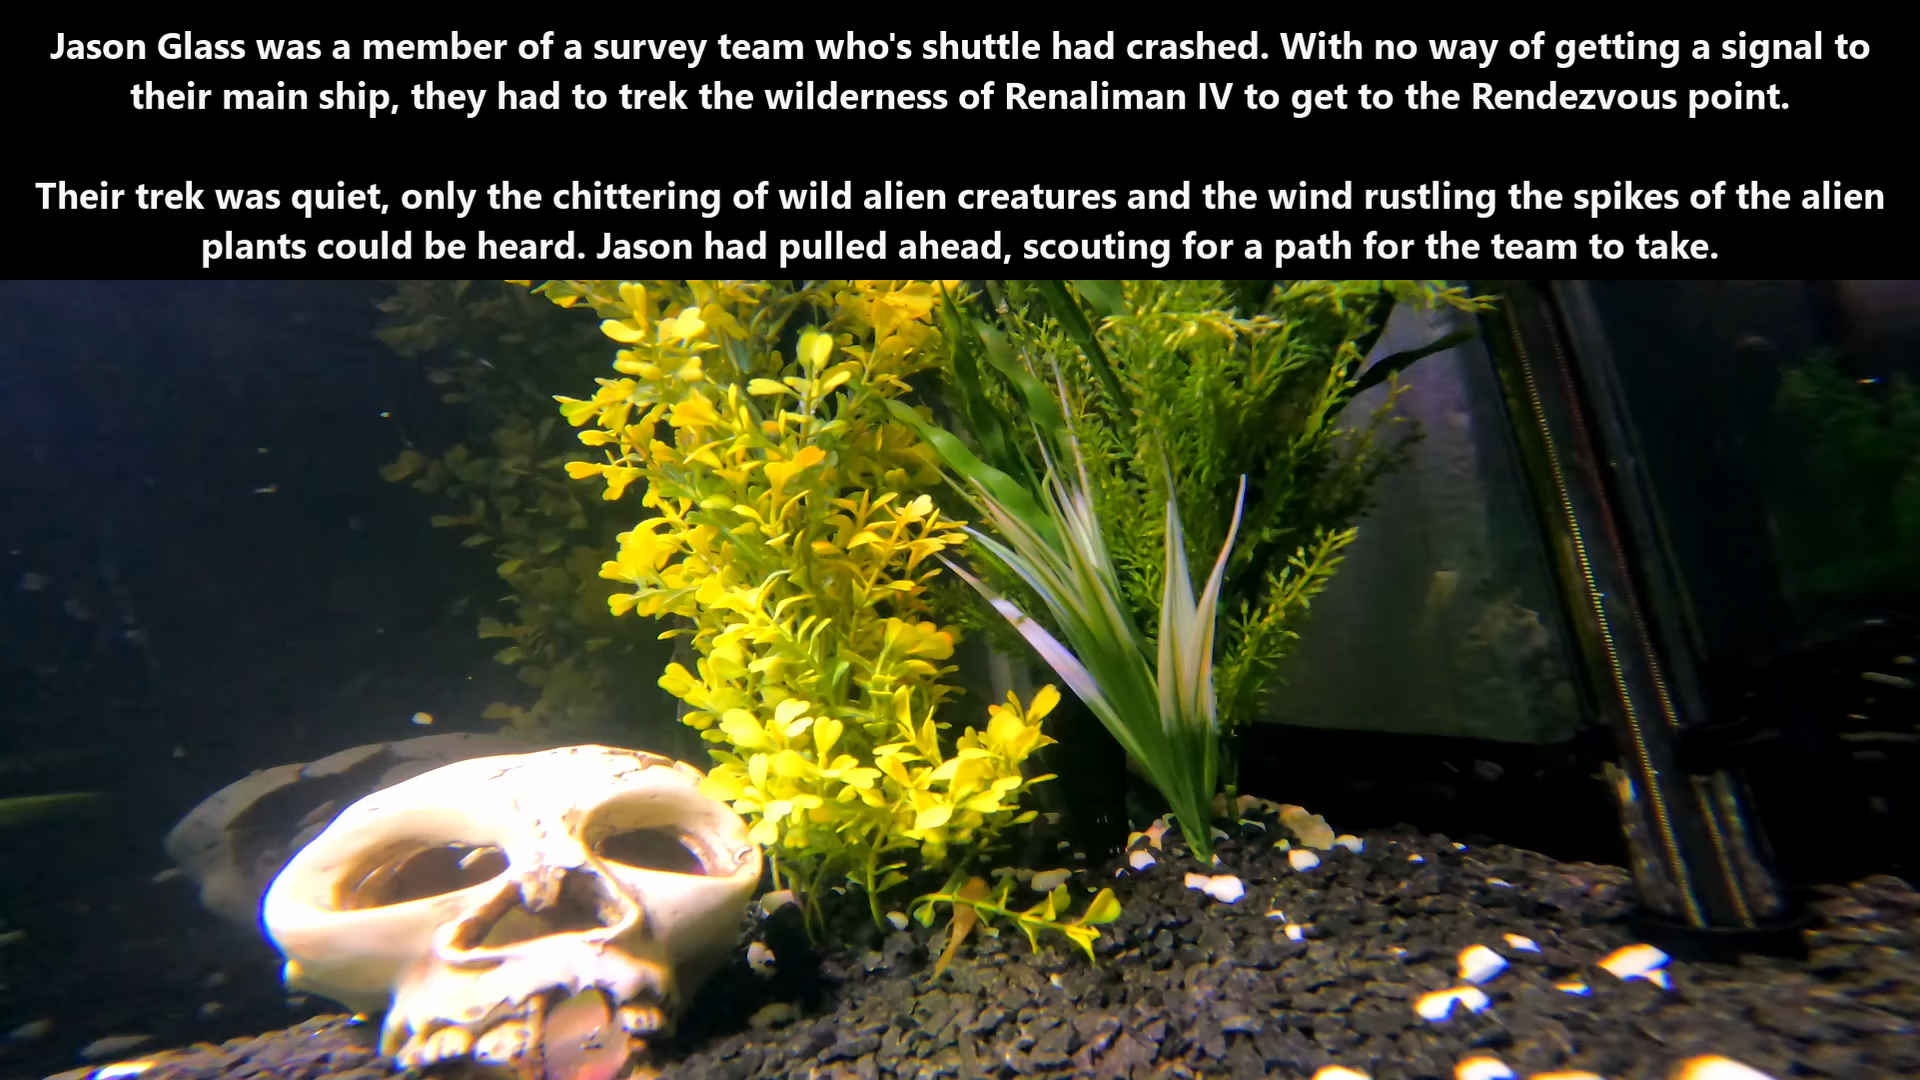 Jason Glass was a member of a survey team who's shuttle had crashed. With no way of getting a signal to
their main ship, they had to trek the wilderness of Renaliman IV to get to the Rendezvous point.
Their trek was quiet, only the chittering of wild alien creatures and the wind rustling the spikes of the alien
plants could be heard. Jason had pulled ahead, scouting for a path for the team to take.